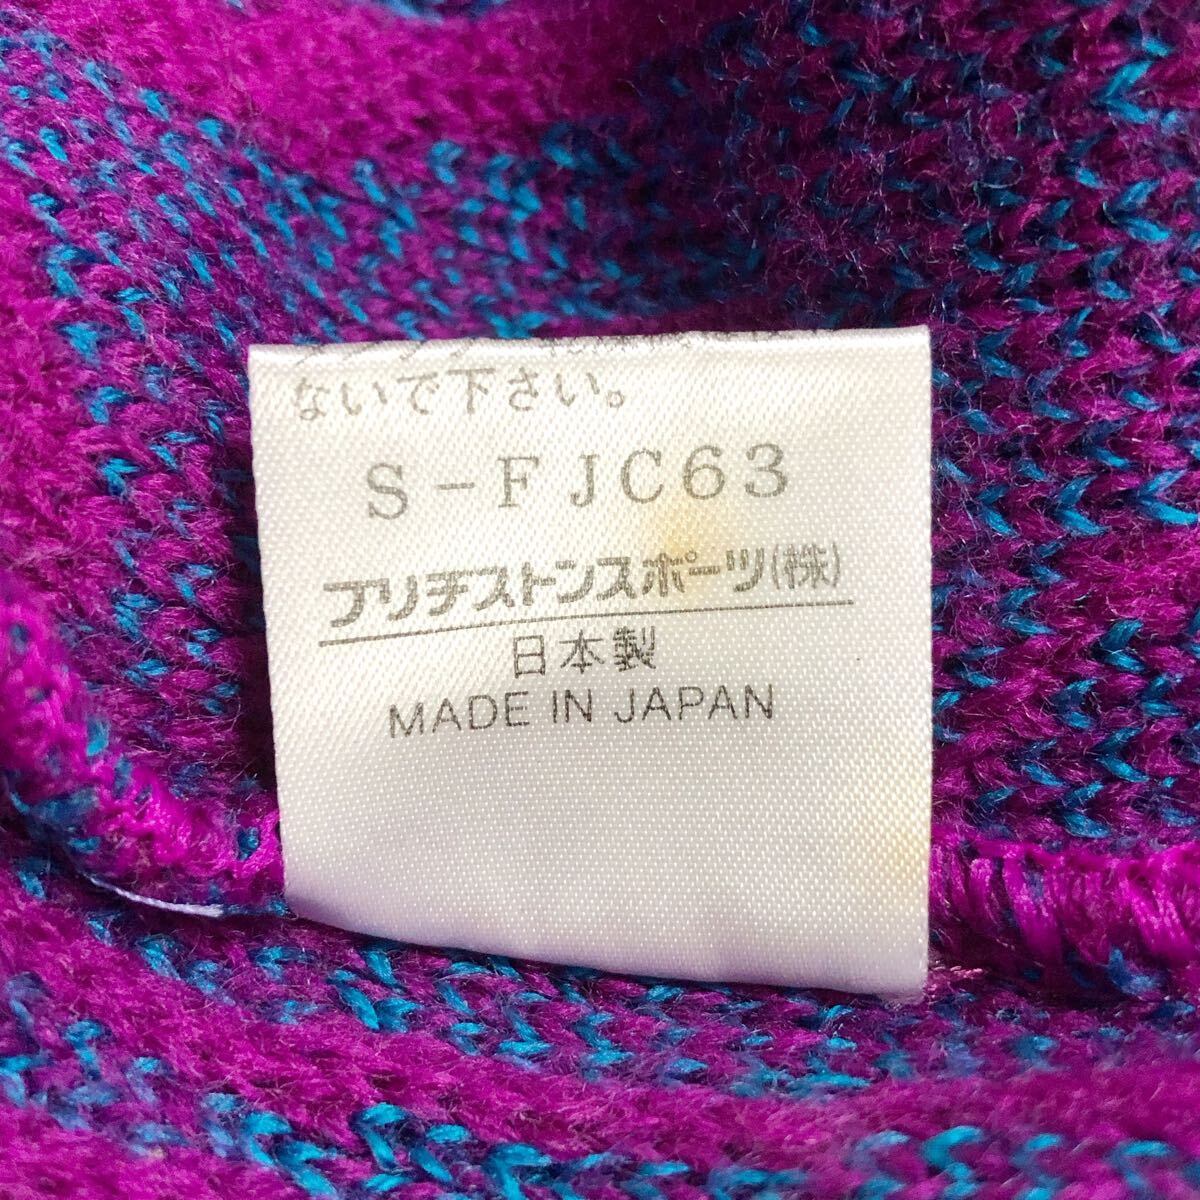 ないで下さい。
S-FJC63
ブリヂストンスポーツ(株)
日本製
MADE IN JAPAN